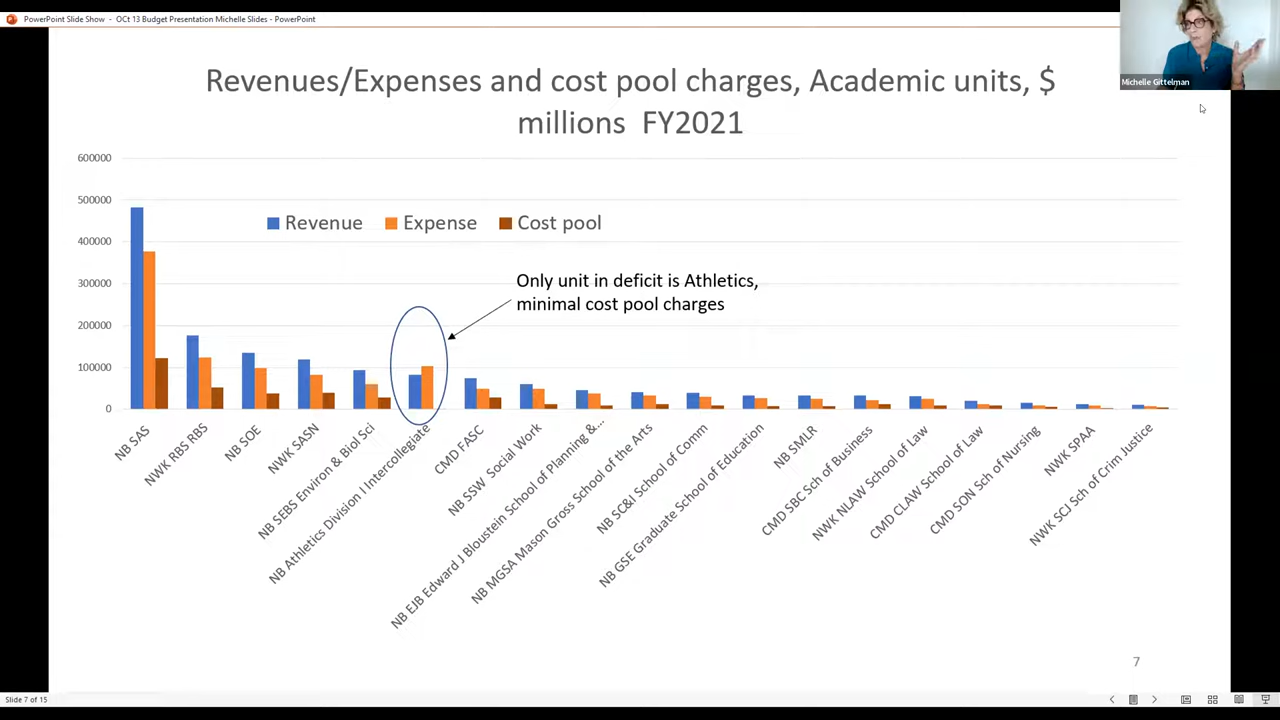 PowerPoint Slide Show - OCt 13 Budget Presentation Michelle Slides - PowerPoint
Michelle Gittelman
Revenues/Expenses and cost pool charges, Academic units, $
millions FY2021
600000
500000
400000
300000
200000
100000
0
Revenue Expense Cost pool
Only unit in deficit is Athletics,
minimal cost pool charges
NB SAS
NWK RBS RBS
NB SOE
NWK SASN
NB SEBS Environ & Biol Sci
NB Athletics Division I Intercollegiate
CMD FASC
NB SSW Social Work
NB EJB Edward J Bloustein School of Planning &...
NB MGSA Mason Gross School of the Arts
NB SC&I School of Comm
NB GSE Graduate School of Education
NB SMLR
CMD SBC Sch of Business
NWK NLAW School of Law
CMD CLAW School of Law
CMD SON Sch of Nursing
NWK SPAA
NWK SCJ Sch of Crim Justice
7
Slide 7 of 15